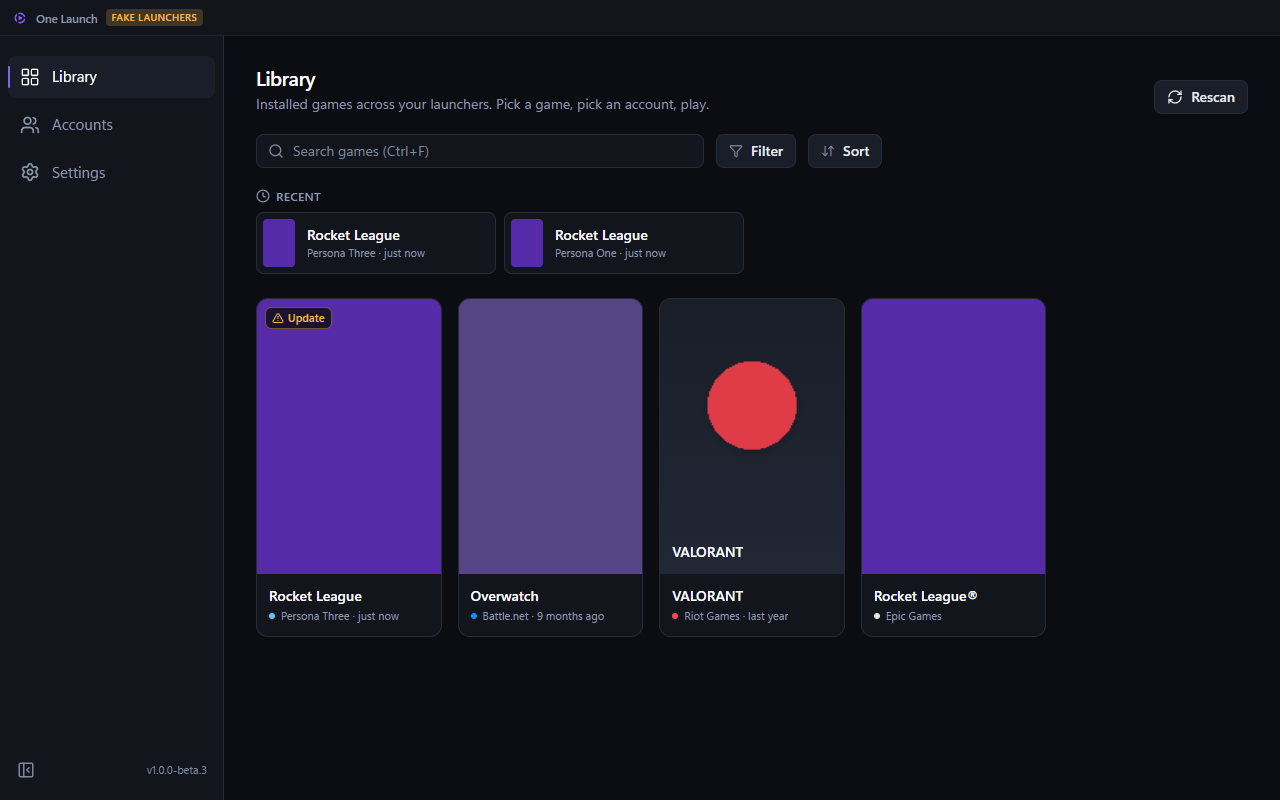 One Launch FAKE LAUNCHERS
Library
Accounts
Settings
v1.0.0-beta.3
Library
Installed games across your launchers. Pick a game, pick an account, play.
Rescan
Search games (Ctrl+F)
Filter
Sort
RECENT
Rocket League
Persona Three · just now
Rocket League
Persona One · just now
Update
Rocket League
Persona Three · just now
Overwatch
Battle.net · 9 months ago
VALORANT
VALORANT
Riot Games · last year
Rocket League®
Epic Games